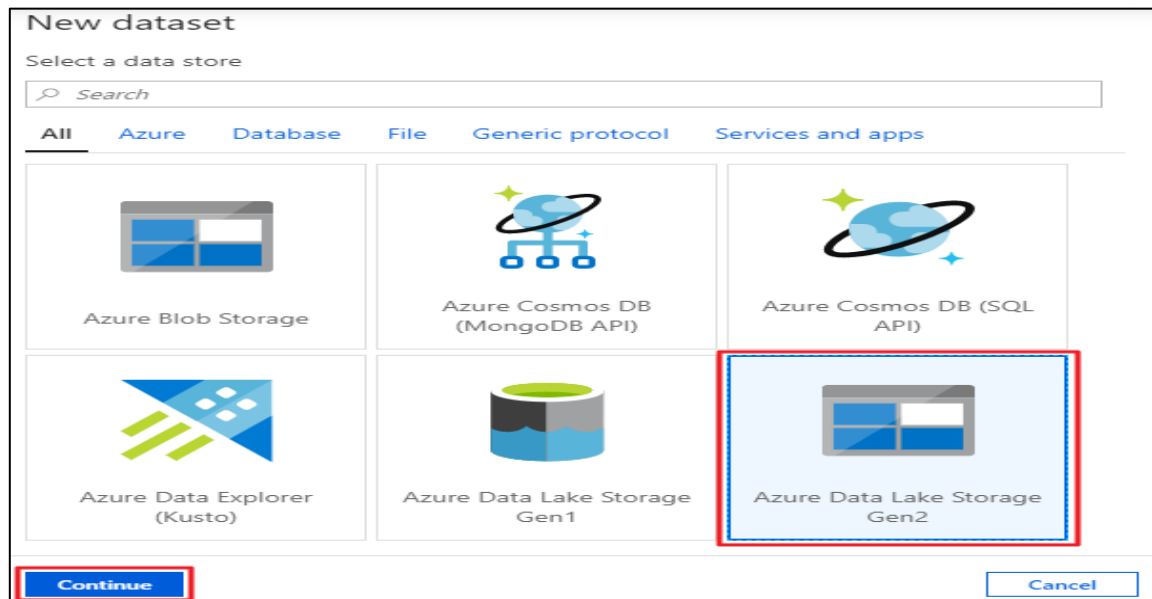 New dataset
Select a data store
Search
All Azure Database File Generic protocol Services and apps
Azure Blob Storage
Azure Cosmos DB
(MongoDB API)
Azure Cosmos DB (SQL
API)
Azure Data Explorer
(Kusto)
Azure Data Lake Storage
Gen1
Azure Data Lake Storage
Gen2
Continue
Cancel